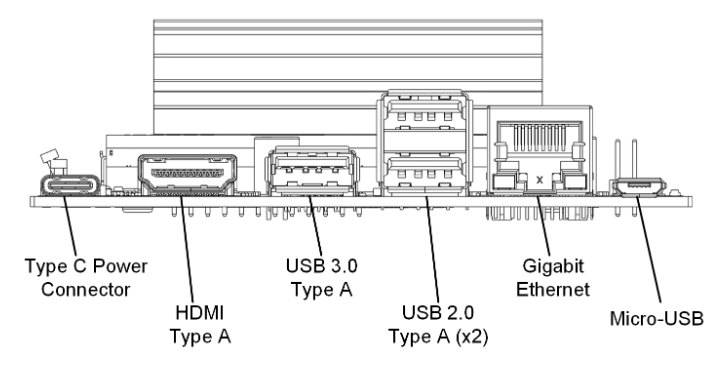 Type C Power
Connector
HDMI
Type A
USB 3.0
Type A
USB 2.0
Type A (x2)
Gigabit
Ethernet
Micro-USB
X